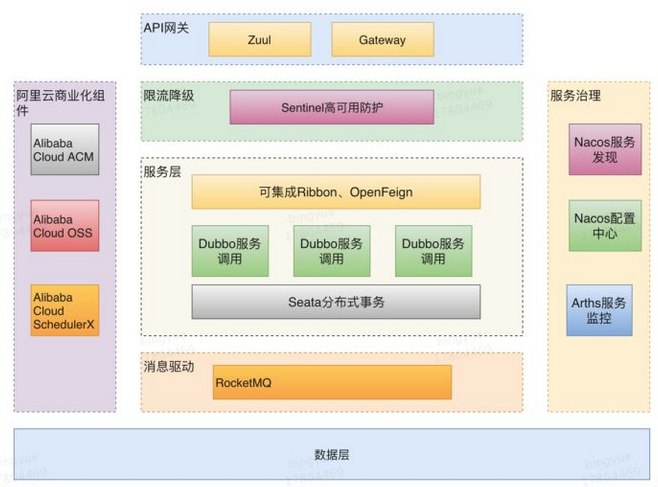 API网关
Zuul
Gateway
阿里云商业化组
件
Alibaba
Cloud ACM
Alibaba
Cloud OSS
Alibaba
Cloud
SchedulerX
限流降级
Sentinel高可用防护
服务层
可集成Ribbon、OpenFeign
Dubbo服务
调用
Dubbo服务
调用
Dubbo服务
调用
Seata分布式事务
消息驱动
RocketMQ
服务治理
Nacos服务
发现
Nacos配置
中心
Arths服务
监控
数据层
bingyue
17804469